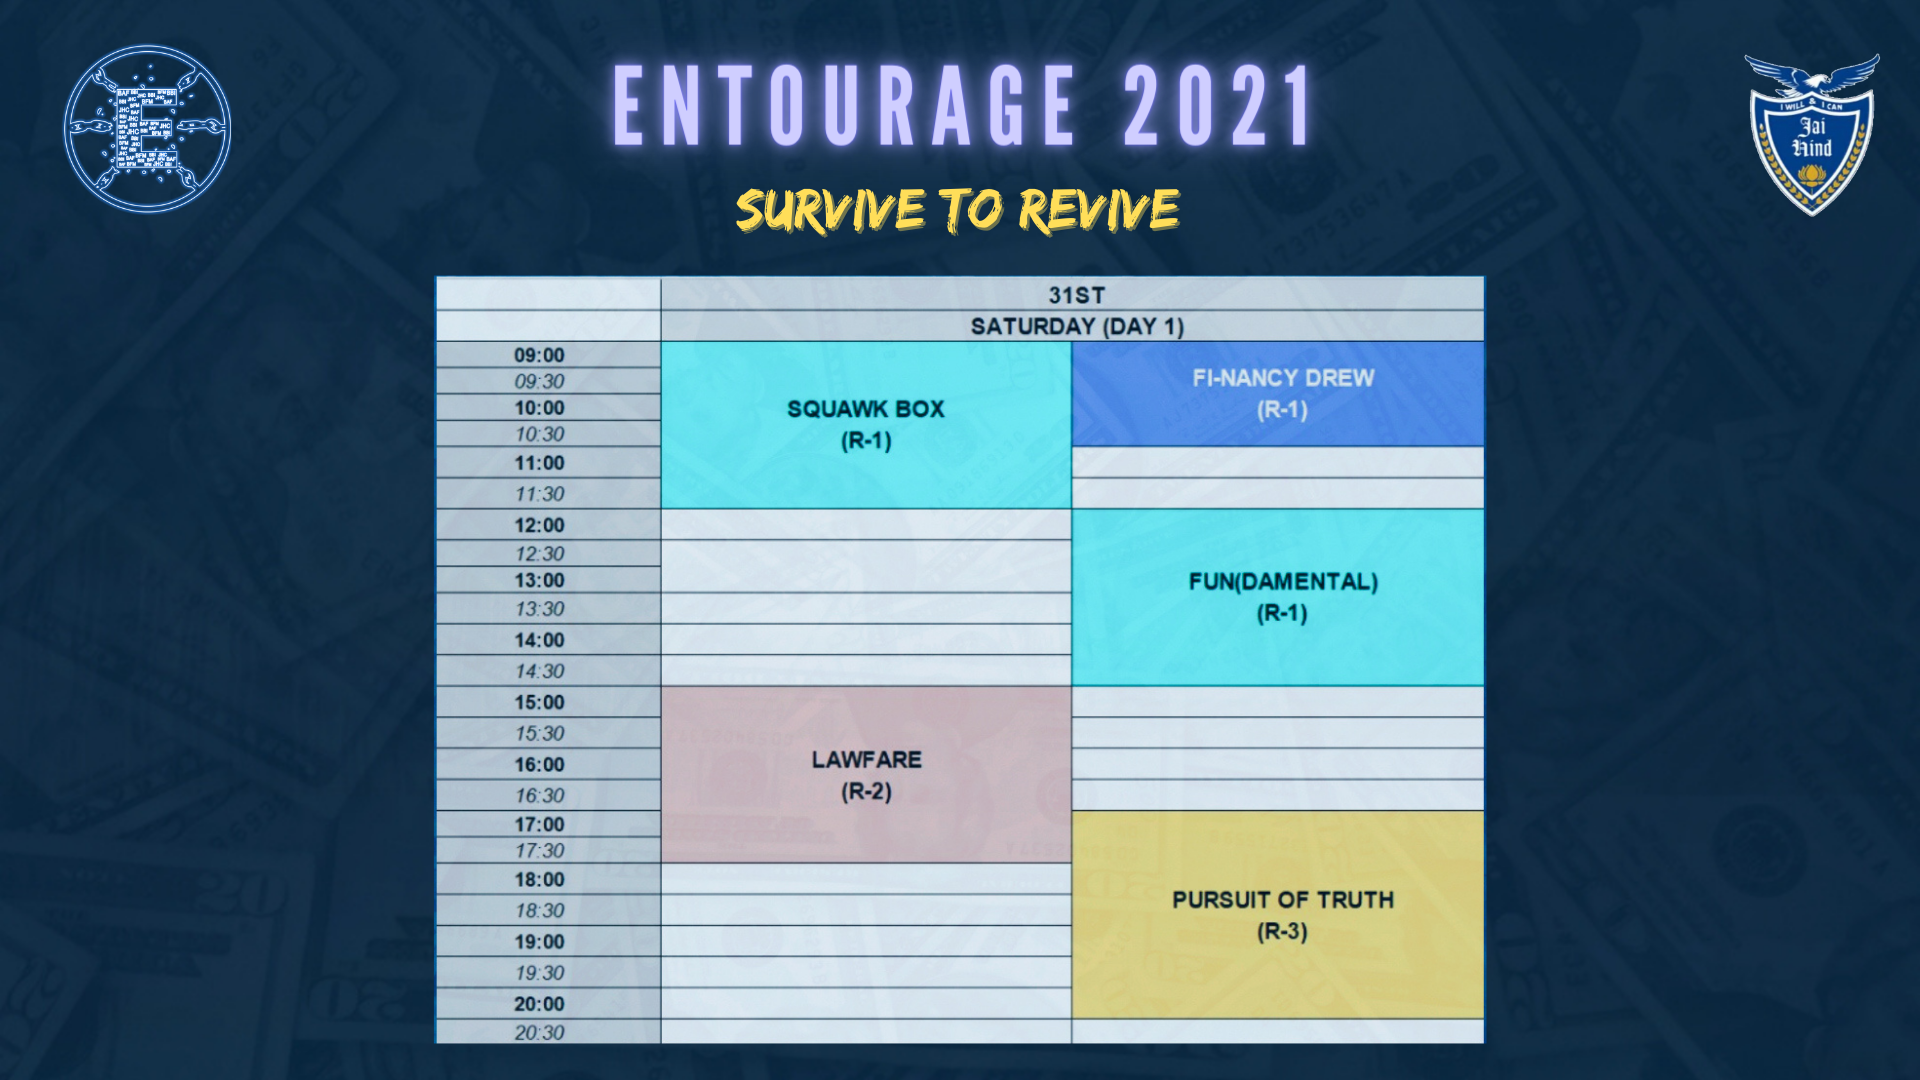 ENTOURAGE 2021
SURVIVE TO REVIVE
I WILL & I CAN
Jai
Hind
31ST
SATURDAY (DAY 1)
09:00
09:30
10:00
10:30
11:00
11:30
12:00
12:30
13:00
13:30
14:00
14:30
15:00
15:30
16:00
16:30
17:00
17:30
18:00
18:30
19:00
19:30
20:00
20:30
SQUAWK BOX
(R-1)
FI-NANCY DREW
(R-1)
FUN(DAMENTAL)
(R-1)
LAWFARE
(R-2)
PURSUIT OF TRUTH
(R-3)